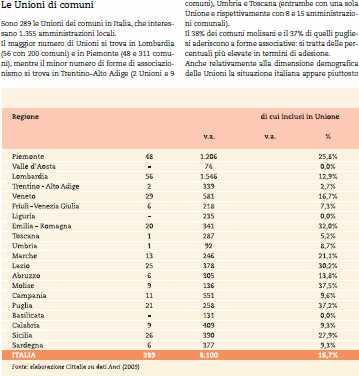 Le Unioni di comuni
Sono 289 le Unioni dei comuni in Italia, che interes-
sano 1.355 amministrazioni locali.
Il maggior numero di Unioni si trova in Lombardia
(56 con 200 comuni) e in Piemonte (48 e 311 comu-
ni), mentre il minor numero di forme di associazio-
nismo si trova in Trentino-Alto Adige (2 Unioni e 9
comuni), Umbria e Toscana (entrambe con una sola
Unione e rispettivamente con 8 e 15 amministrazio-
ni comunali).
Il 38% dei comuni molisani e il 37% di quelli puglie-
si aderiscono a forme associative: si tratta delle per-
centuali più elevate in termini di adesione.
Anche relativamente alla dimensione demografica
delle Unioni la situazione italiana appare piuttosto
Regione di cui inclusi in Unione
v.a. v.a. %
Piemonte 48 1.206 25,8%
Valle d'Aosta – 74 0,0%
Lombardia 56 1.546 12,9%
Trentino - Alto Adige 2 339 2,7%
Veneto 29 581 16,7%
Friuli - Venezia Giulia 6 218 7,3%
Liguria – 235 0,0%
Emilia - Romagna 20 341 32,0%
Toscana 1 287 5,2%
Umbria 1 92 8,7%
Marche 13 246 21,1%
Lazio 25 378 30,2%
Abruzzo 6 305 13,8%
Molise 9 136 37,5%
Campania 11 551 9,6%
Puglia 21 258 37,2%
Basilicata – 131 0,0%
Calabria 9 409 9,3%
Sicilia 26 390 27,9%
Sardegna 6 377 9,3%
ITALIA 289 8.100 16,7%
Fonte: elaborazione Cittalia su dati Anci (2009)